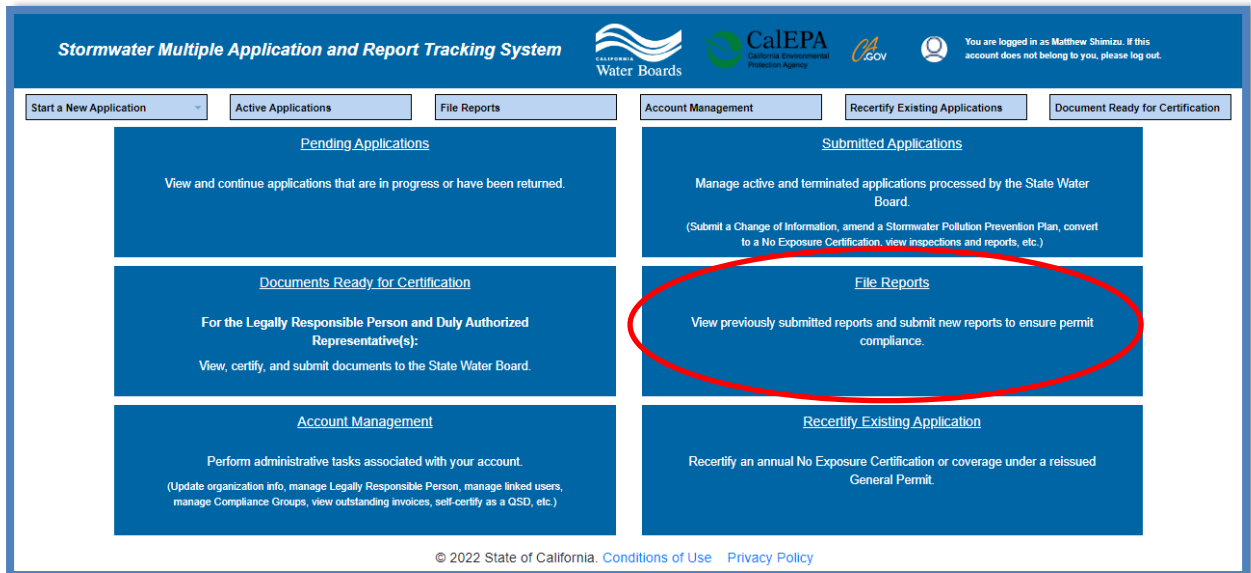 Stormwater Multiple Application and Report Tracking System
CALIFORNIA
Water Boards
CalEPA
California Environmental
Protection Agency
CA.GOV
You are logged in as Matthew Shimizu. If this
account does not belong to you, please log out.
Start a New Application
Active Applications
File Reports
Account Management
Recertify Existing Applications
Document Ready for Certification
Pending Applications
View and continue applications that are in progress or have been returned.
Submitted Applications
Manage active and terminated applications processed by the State Water
Board.
(Submit a Change of Information, amend a Stormwater Pollution Prevention Plan, convert
to a No Exposure Certification, view inspections and reports, etc.)
Documents Ready for Certification
For the Legally Responsible Person and Duly Authorized
Representative(s):
View, certify, and submit documents to the State Water Board.
File Reports
View previously submitted reports and submit new reports to ensure permit
compliance.
Account Management
Perform administrative tasks associated with your account.
(Update organization info, manage Legally Responsible Person, manage linked users,
manage Compliance Groups, view outstanding invoices, self-certify as a QSD, etc.)
Recertify Existing Application
Recertify an annual No Exposure Certification or coverage under a reissued
General Permit.
© 2022 State of California. Conditions of Use Privacy Policy